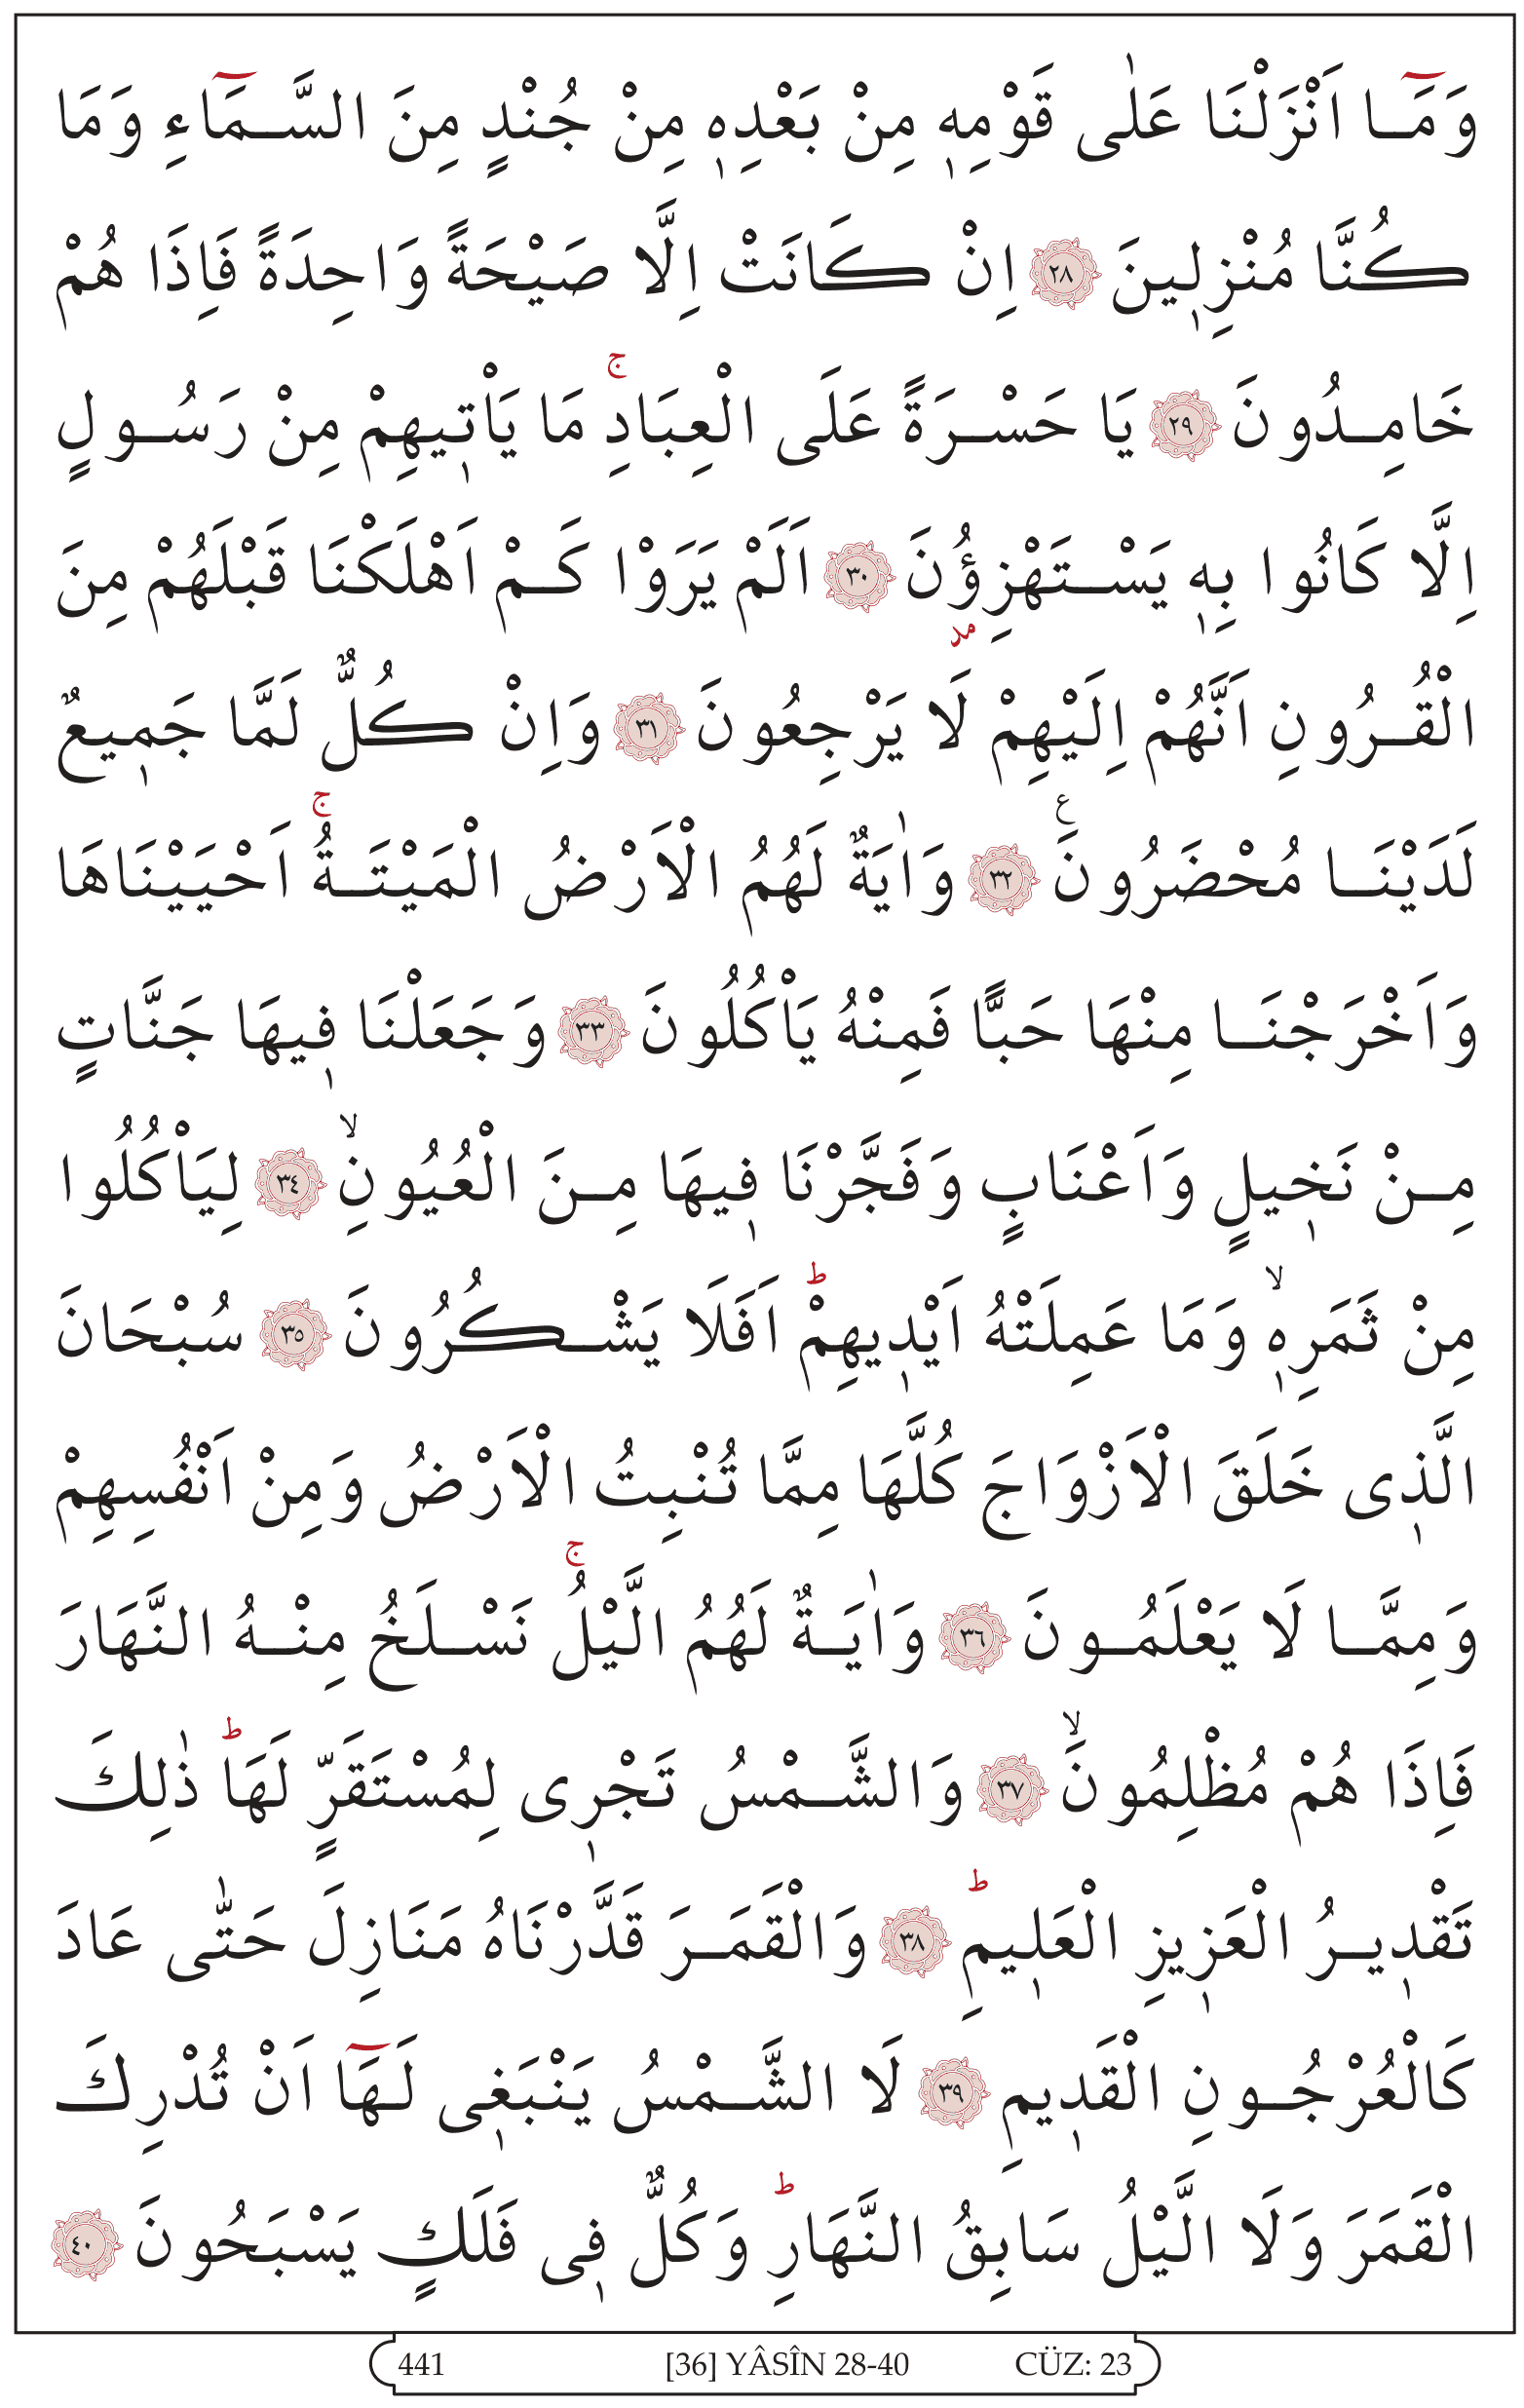 وَمَٓا اَنْزَلْنَا عَلٰى قَوْمِهٖ مِنْ بَعْدِهٖ مِنْ جُنْدٍ مِنَ السَّمَٓاءِ وَمَا
كُنَّا مُنْزِلٖينَ ﴿٢٨﴾ اِنْ كَانَتْ اِلَّا صَيْحَةً وَاحِدَةً فَاِذَا هُمْ
خَامِدُونَ ﴿٢٩﴾ يَا حَسْرَةً عَلَى الْعِبَادِۚ مَا يَاْتٖيهِمْ مِنْ رَسُولٍ
اِلَّا كَانُوا بِهٖ يَسْتَهْزِؤُنَ ﴿٣٠﴾ اَلَمْ يَرَوْا كَمْ اَهْلَكْنَا قَبْلَهُمْ مِنَ
الْقُرُونِ اَنَّهُمْ اِلَيْهِمْ لَا يَرْجِعُونَ ﴿٣١﴾ وَاِنْ كُلٌّ لَمَّا جَمٖيعٌ
لَدَيْنَا مُحْضَرُونَ ع ﴿٣٢﴾ وَاٰيَةٌ لَهُمُ الْاَرْضُ الْمَيْتَةُۚ اَحْيَيْنَاهَا
وَاَخْرَجْنَا مِنْهَا حَبًّا فَمِنْهُ يَاْكُلُونَ ﴿٣٣﴾ وَجَعَلْنَا فٖيهَا جَنَّاتٍ
مِنْ نَخٖيلٍ وَاَعْنَابٍ وَفَجَّرْنَا فٖيهَا مِنَ الْعُيُونِۙ ﴿٣٤﴾ لِيَاْكُلُوا
مِنْ ثَمَرِهٖۙ وَمَا عَمِلَتْهُ اَيْدٖيهِمْؕ اَفَلَا يَشْكُرُونَ ﴿٣٥﴾ سُبْحَانَ
الَّذٖى خَلَقَ الْاَزْوَاجَ كُلَّهَا مِمَّا تُنْبِتُ الْاَرْضُ وَمِنْ اَنْفُسِهِمْ
وَمِمَّا لَا يَعْلَمُونَ ﴿٣٦﴾ وَاٰيَةٌ لَهُمُ الَّيْلُۚ نَسْلَخُ مِنْهُ النَّهَارَ
فَاِذَا هُمْ مُظْلِمُونَۙ ﴿٣٧﴾ وَالشَّمْسُ تَجْرٖى لِمُسْتَقَرٍّ لَهَاؕ ذٰلِكَ
تَقْدٖيرُ الْعَزٖيزِ الْعَلٖيمِؕ ﴿٣٨﴾ وَالْقَمَرَ قَدَّرْنَاهُ مَنَازِلَ حَتّٰى عَادَ
كَالْعُرْجُونِ الْقَدٖيمِ ﴿٣٩﴾ لَا الشَّمْسُ يَنْبَغٖى لَهَٓا اَنْ تُدْرِكَ
الْقَمَرَ وَلَا الَّيْلُ سَابِقُ النَّهَارِؕ وَكُلٌّ فٖى فَلَكٍ يَسْبَحُونَ ﴿٤٠﴾
441 [36] YÂSÎN 28-40 CÜZ: 23